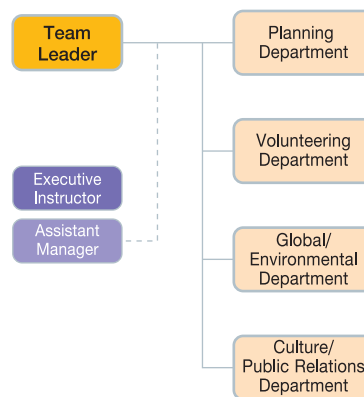 Team
Leader
Executive
Instructor
Assistant
Manager
Planning
Department
Volunteering
Department
Global/
Environmental
Department
Culture/
Public Relations
Department